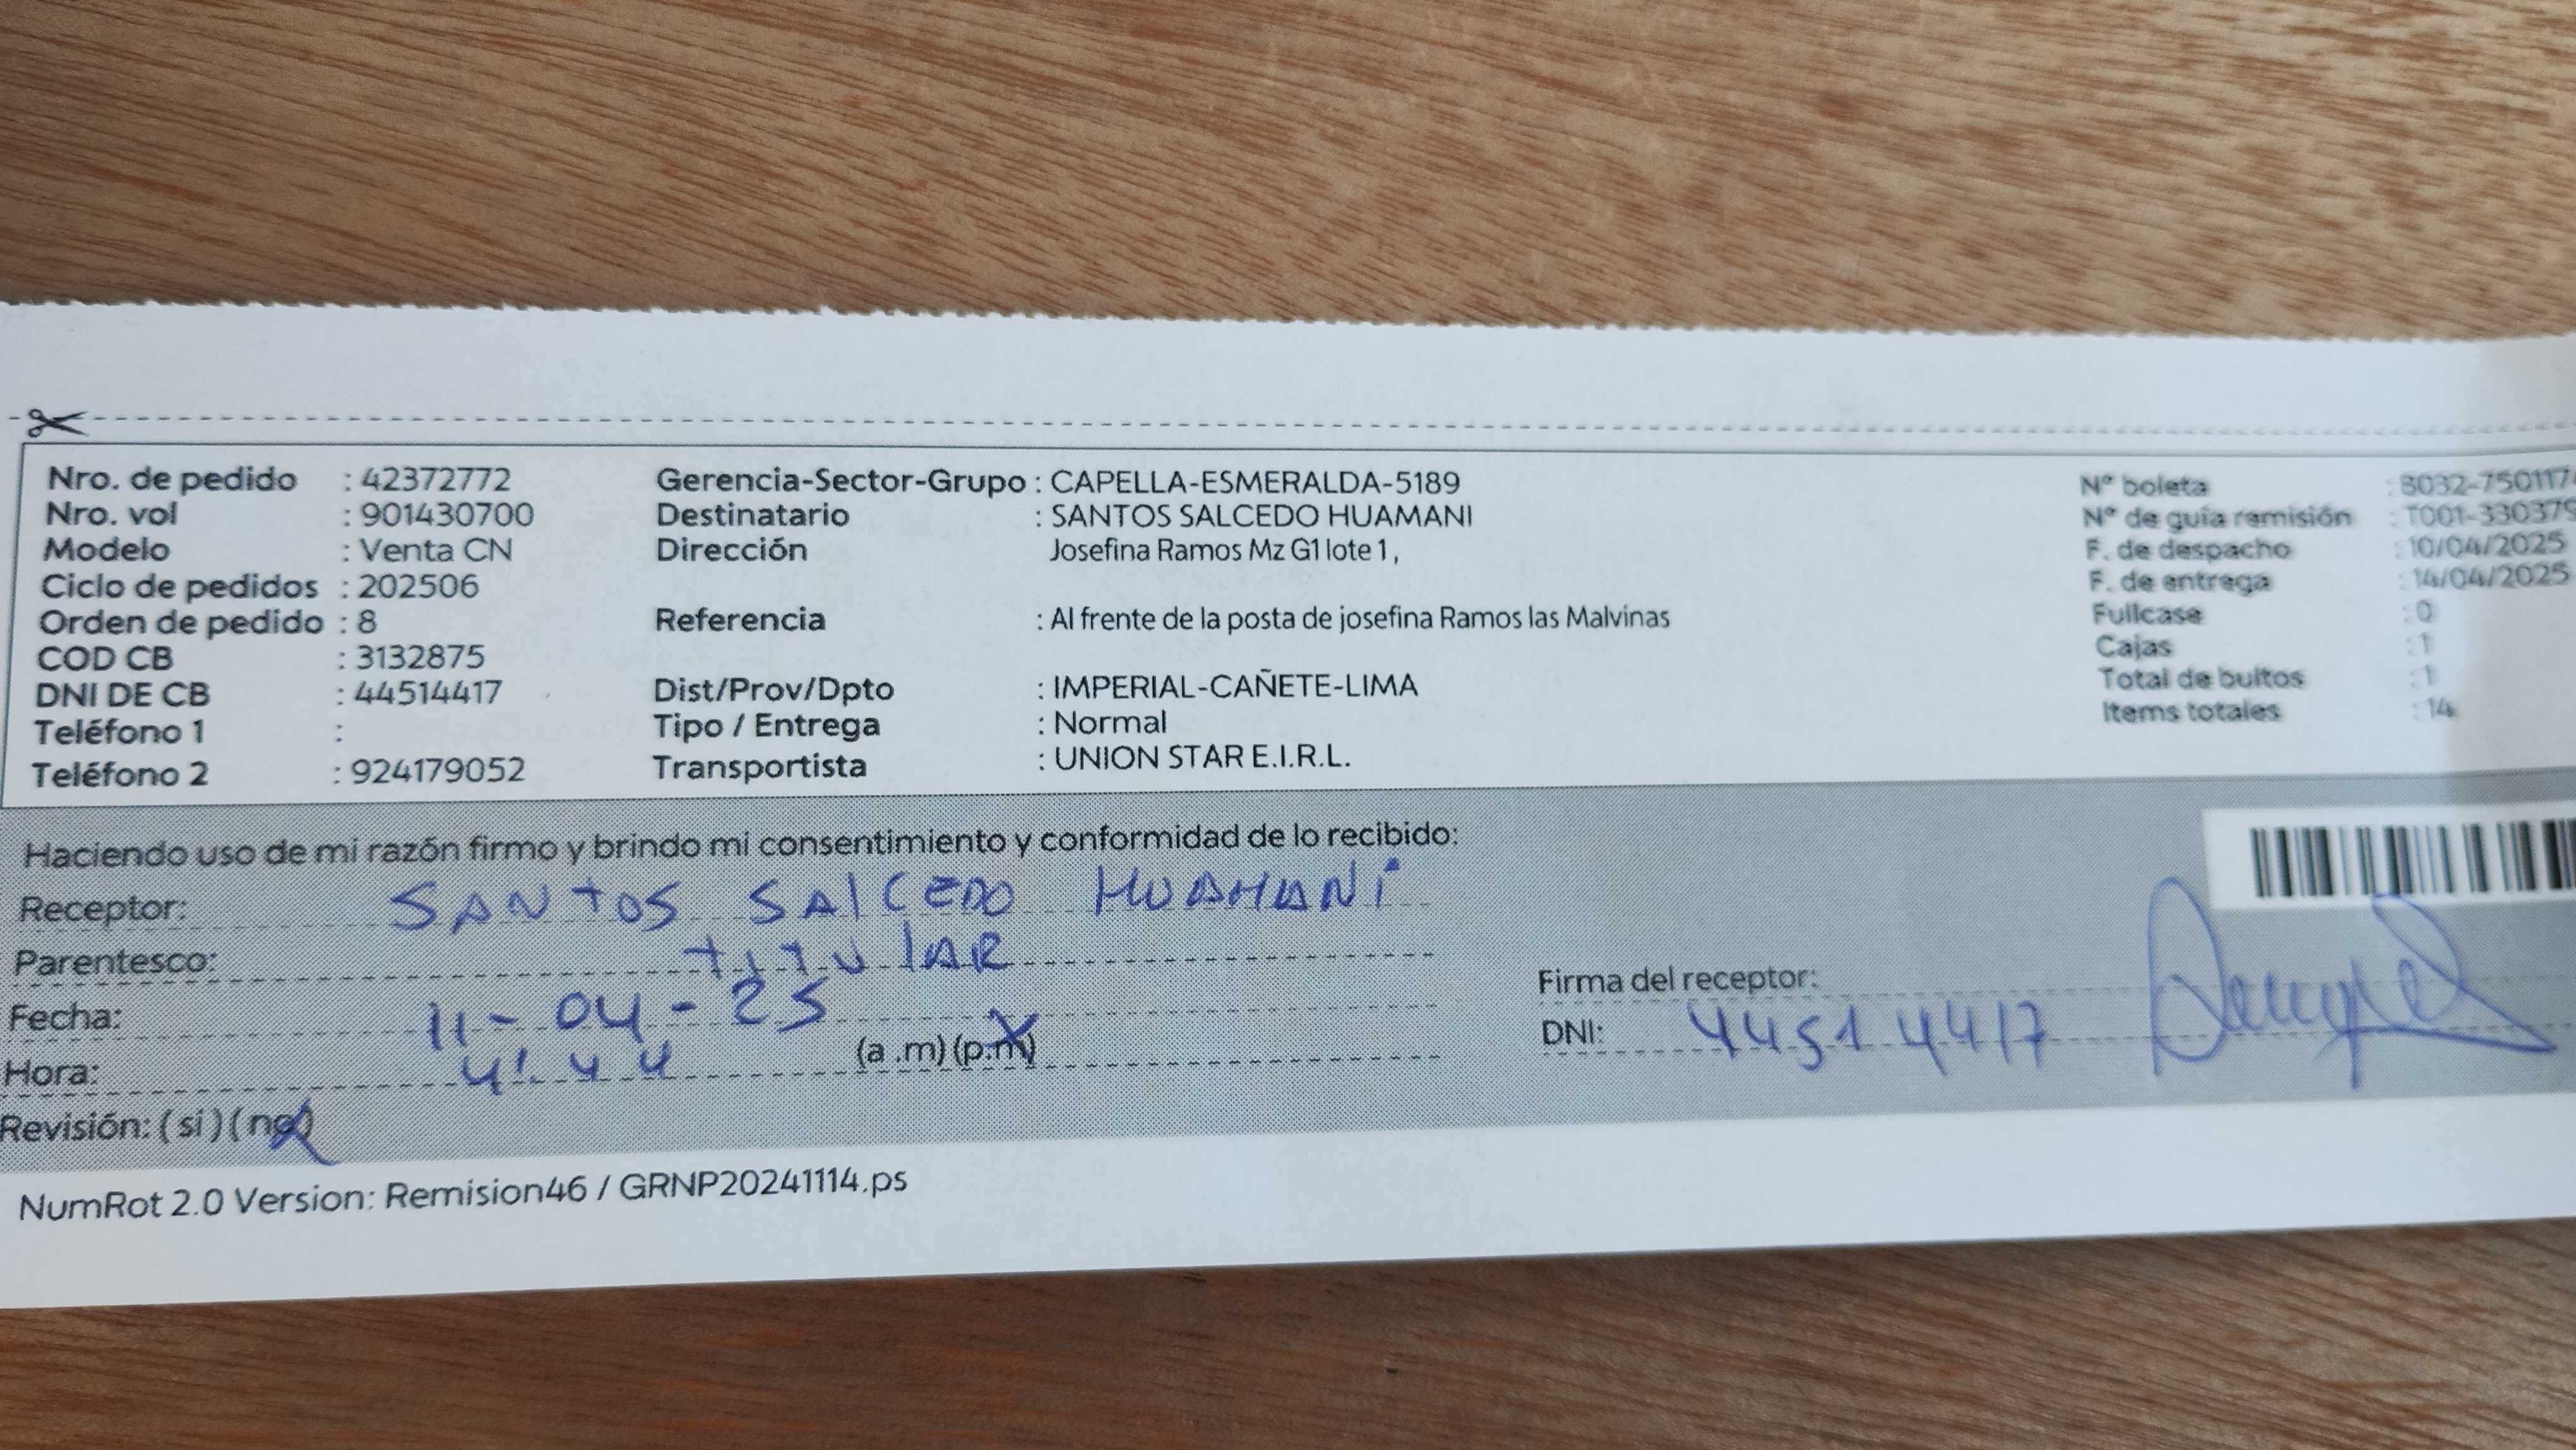 Nro. de pedido : 42372772
Nro. vol : 901430700
Modelo : Venta CN
Ciclo de pedidos : 202506
Orden de pedido : 8
COD CB : 3132875
DNI DE CB : 44514417
Teléfono 1 :
Teléfono 2 : 924179052
Gerencia-Sector-Grupo : CAPELLA-ESMERALDA-5189
Destinatario : SANTOS SALCEDO HUAMANI
Dirección Josefina Ramos Mz G1 lote 1,
Referencia : Al frente de la posta de josefina Ramos las Malvinas
Dist/Prov/Dpto : IMPERIAL-CAÑETE-LIMA
Tipo / Entrega : Normal
Transportista : UNION STAR E.I.R.L.
N° boleta :
N° de guía remisión :
F. de despacho : 10/04/2025
F. de entrega : 14/04/2025
Fullcase : 0
Cajas : 1
Total de bultos : 1
Items totales : 14
Haciendo uso de mi razón firmo y brindo mi consentimiento y conformidad de lo recibido:
Receptor: SANTOS SALCEDO HUAMANI
Parentesco: TITULAR
Fecha: 11-04-25
Hora: 4:44 (a .m) (p.m)
Revisión: (si) (no)
Firma del receptor:
DNI: 44514417
NumRot 2.0 Version: Remision46 / GRNP20241114.ps